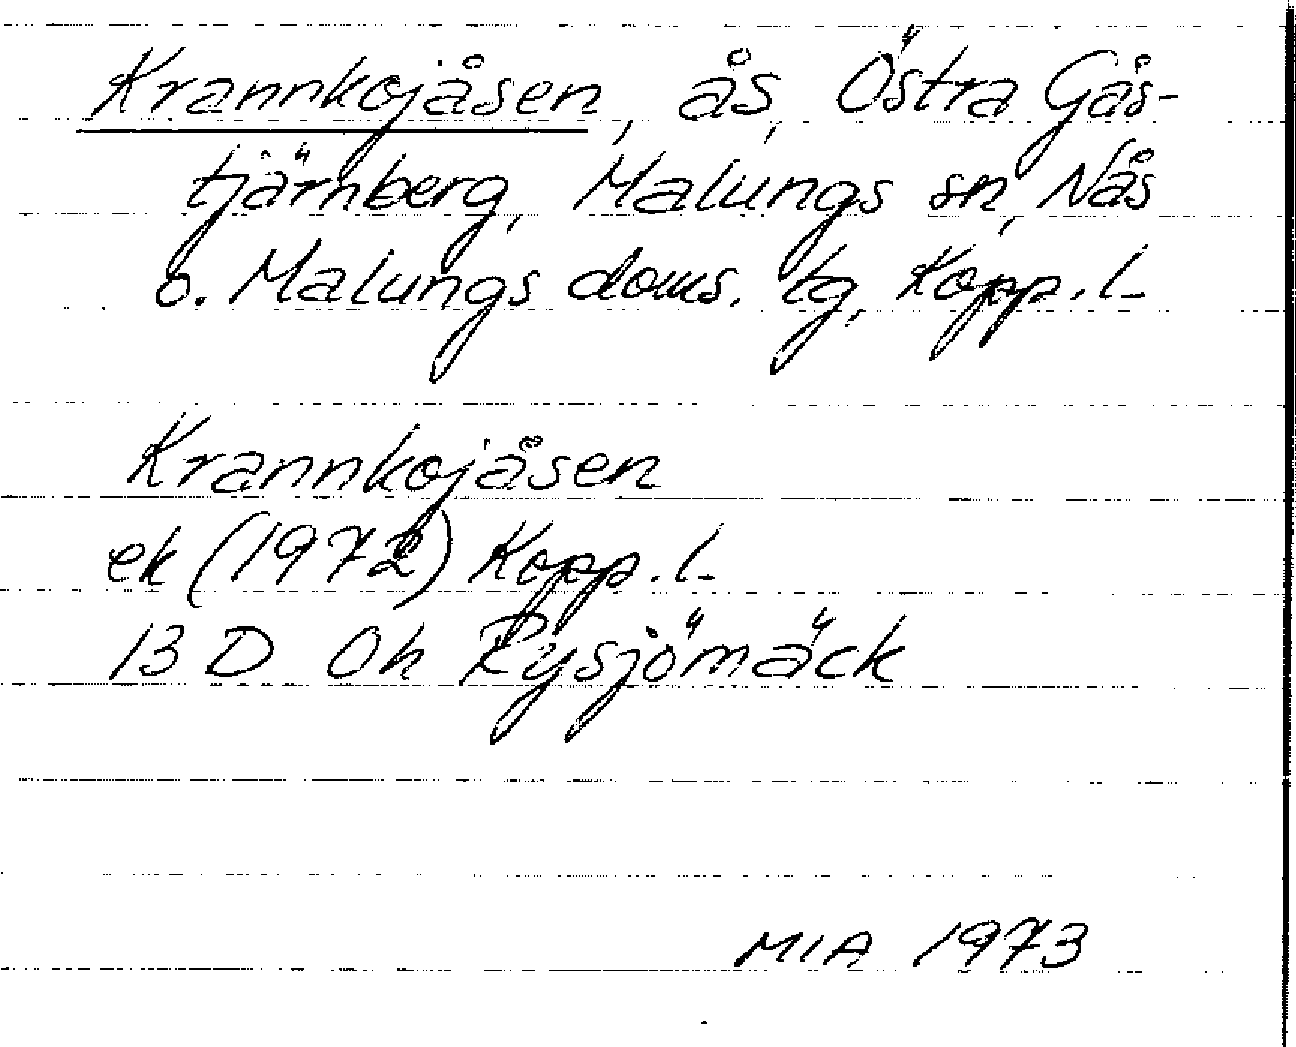 Krannkojåsen, ås, Östra Gås-
tjärnberg, Malungs sn, Nås
o. Malungs doms. tg, Kopp. l.
Krannkojåsen
ek (1972) Kopp. l.
13 D Oh Rysjömäck
MIA 1973